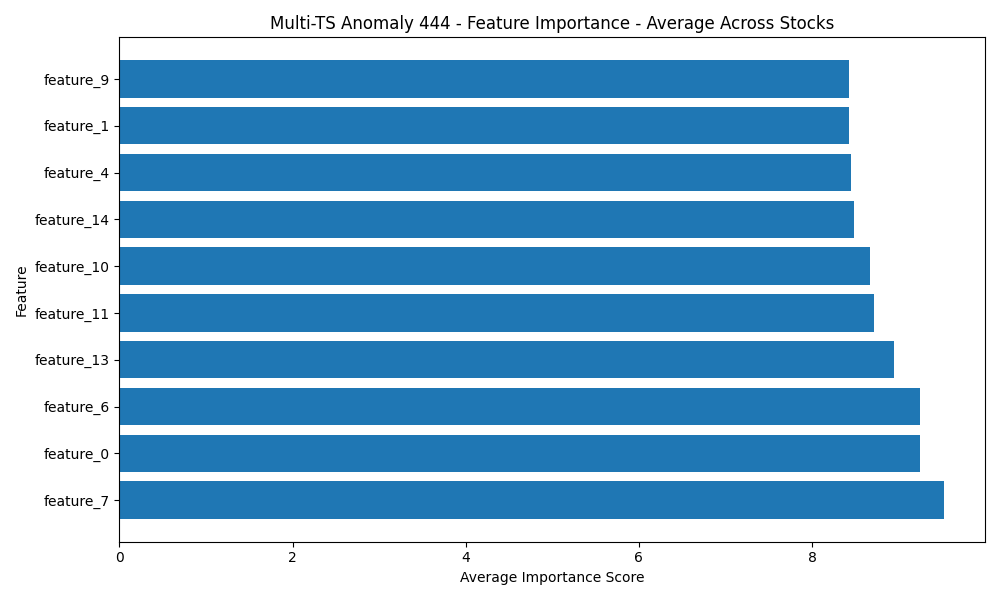 Multi-TS Anomaly 444 - Feature Importance - Average Across Stocks
Feature
feature_9
feature_1
feature_4
feature_14
feature_10
feature_11
feature_13
feature_6
feature_0
feature_7
0 2 4 6 8
Average Importance Score